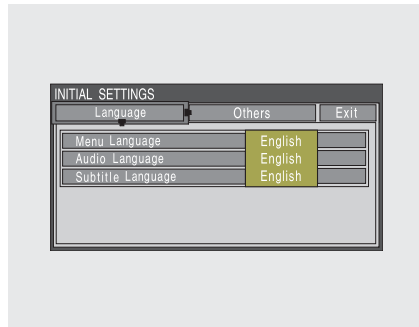 INITIAL SETTINGS
Language Others Exit
Menu Language English
Audio Language English
Subtitle Language English